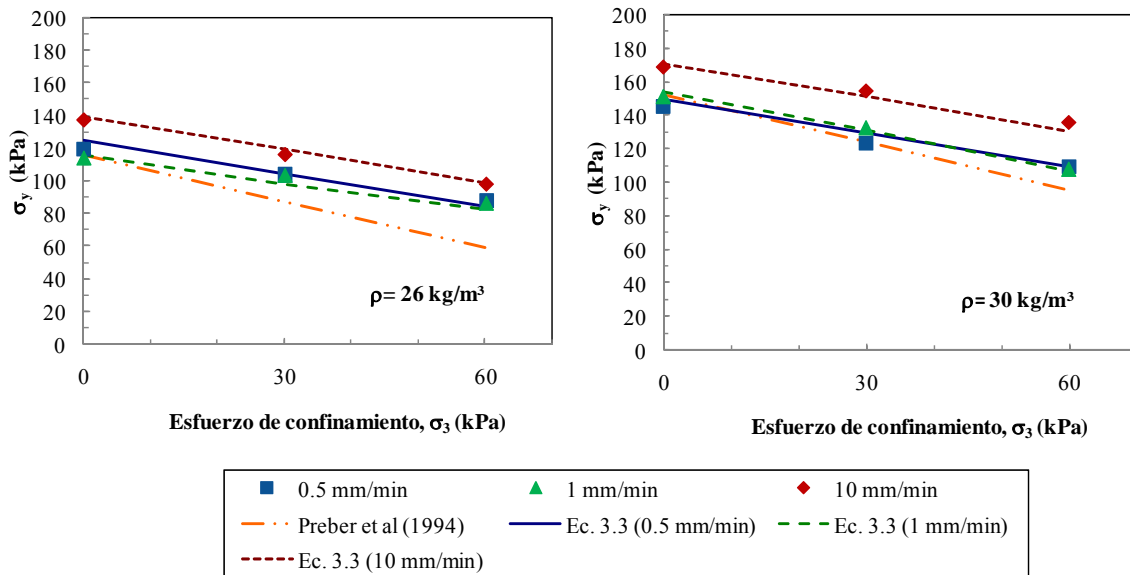 200
180
160
140
120
100
80
60
40
20
0
σy (kPa)
0 30 60
Esfuerzo de confinamiento, σ3 (kPa)
ρ= 26 kg/m³
200
180
160
140
120
100
80
60
40
20
0
σy (kPa)
0 30 60
Esfuerzo de confinamiento, σ3 (kPa)
ρ= 30 kg/m³
0.5 mm/min 1 mm/min 10 mm/min
Preber et al (1994) Ec. 3.3 (0.5 mm/min) Ec. 3.3 (1 mm/min)
Ec. 3.3 (10 mm/min)